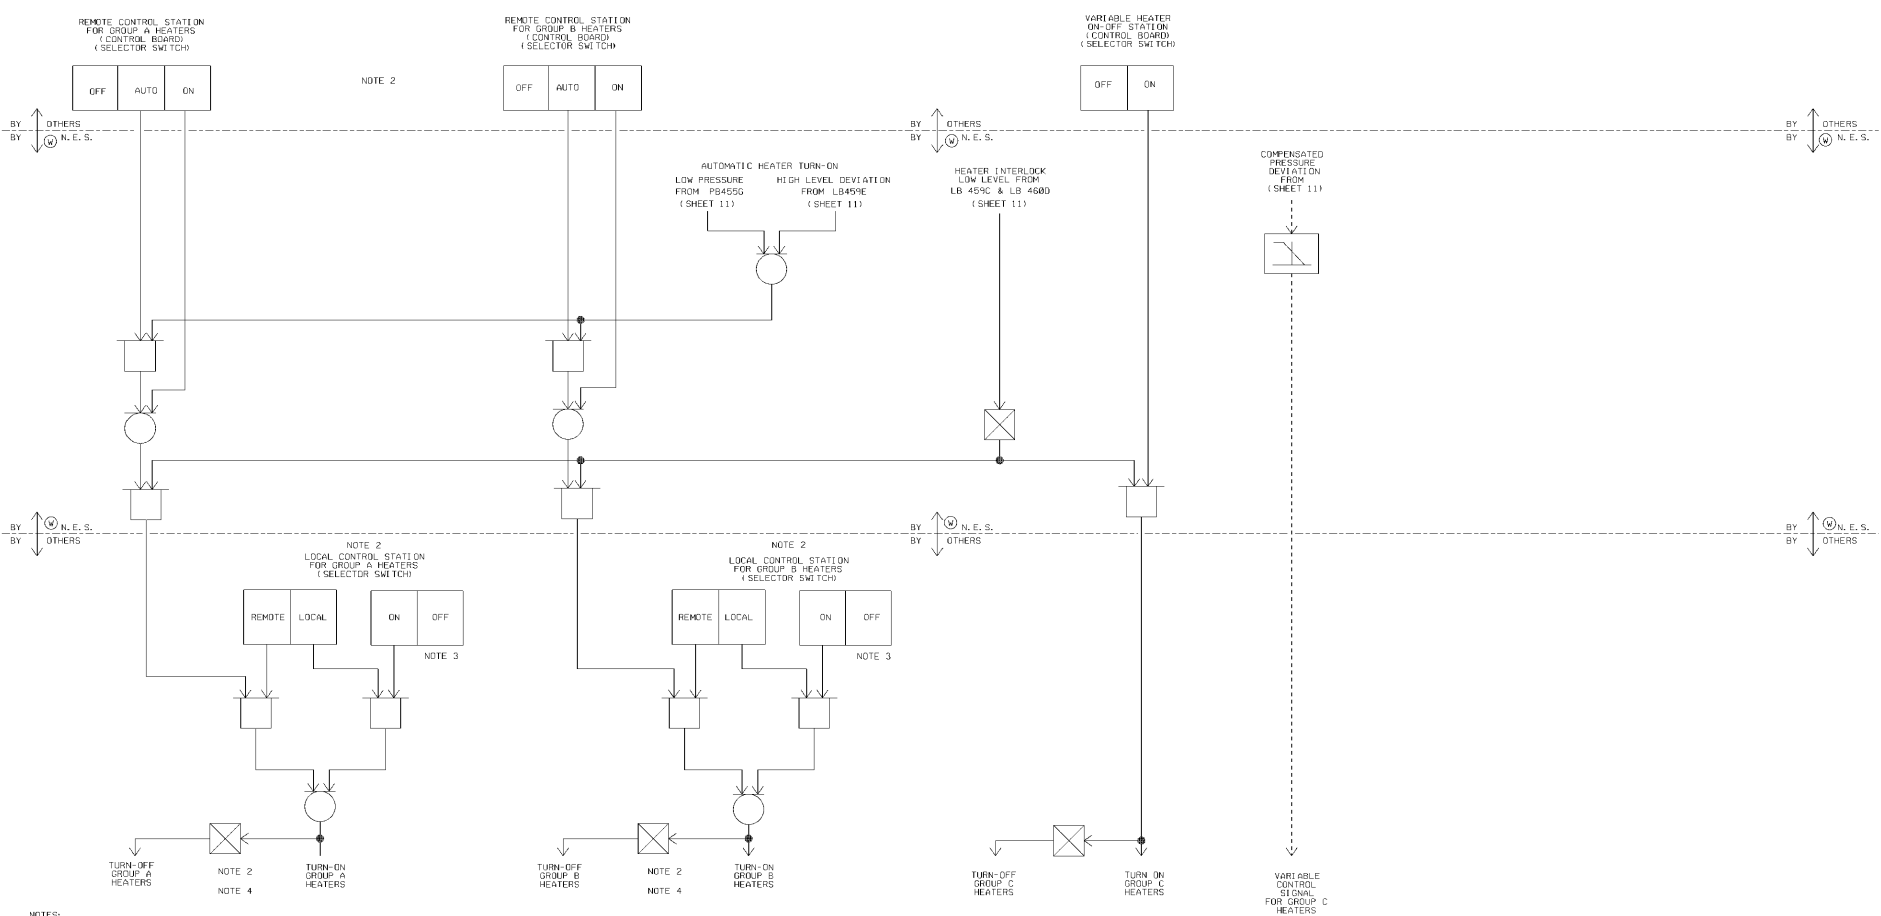 REMOTE CONTROL STATION
FOR GROUP A HEATERS
(CONTROL BOARD)
(SELECTOR SWITCH)
REMOTE CONTROL STATION
FOR GROUP B HEATERS
(CONTROL BOARD)
(SELECTOR SWITCH)
VARIABLE HEATER
ON-OFF STATION
(CONTROL BOARD)
(SELECTOR SWITCH)
OFF AUTO ON
NOTE 2
OFF AUTO ON
OFF ON
BY OTHERS
BY W N.E.S.
BY OTHERS
BY W N.E.S.
BY OTHERS
BY W N.E.S.
AUTOMATIC HEATER TURN-ON
LOW PRESSURE
FROM PB455G
(SHEET 11)
HIGH LEVEL DEVIATION
FROM LB459E
(SHEET 11)
HEATER INTERLOCK
LOW LEVEL FROM
LB 459C & LB 460D
(SHEET 11)
COMPENSATED
PRESSURE
DEVIATION
FROM
(SHEET 11)
BY W N.E.S.
BY OTHERS
BY W N.E.S.
BY OTHERS
BY W N.E.S.
BY OTHERS
NOTE 2
LOCAL CONTROL STATION
FOR GROUP A HEATERS
(SELECTOR SWITCH)
NOTE 2
LOCAL CONTROL STATION
FOR GROUP B HEATERS
(SELECTOR SWITCH)
REMOTE LOCAL
ON OFF
NOTE 3
REMOTE LOCAL
ON OFF
NOTE 3
TURN-OFF
GROUP A
HEATERS
NOTE 2
NOTE 4
TURN-ON
GROUP A
HEATERS
TURN-OFF
GROUP B
HEATERS
NOTE 2
NOTE 4
TURN-ON
GROUP B
HEATERS
TURN-OFF
GROUP C
HEATERS
TURN ON
GROUP C
HEATERS
VARIABLE
CONTROL
SIGNAL
FOR GROUP C
HEATERS
NOTES: